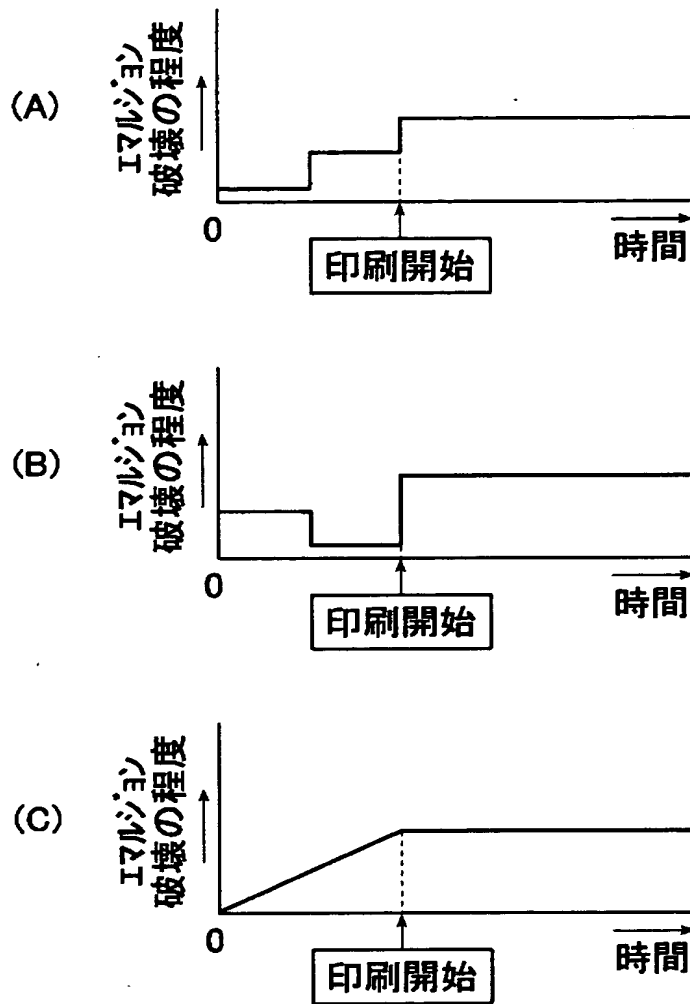 (A)
ｴﾏﾙｼﾞｮﾝ
破壊の程度
0
時間
印刷開始
(B)
ｴﾏﾙｼﾞｮﾝ
破壊の程度
0
時間
印刷開始
(C)
ｴﾏﾙｼﾞｮﾝ
破壊の程度
0
時間
印刷開始